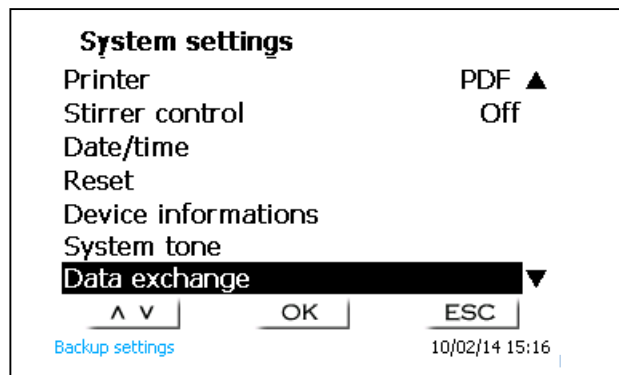 System settings
Printer PDF ▲
Stirrer control Off
Date/time
Reset
Device informations
System tone
Data exchange ▼
∧ ∨ OK ESC
Backup settings 10/02/14 15:16